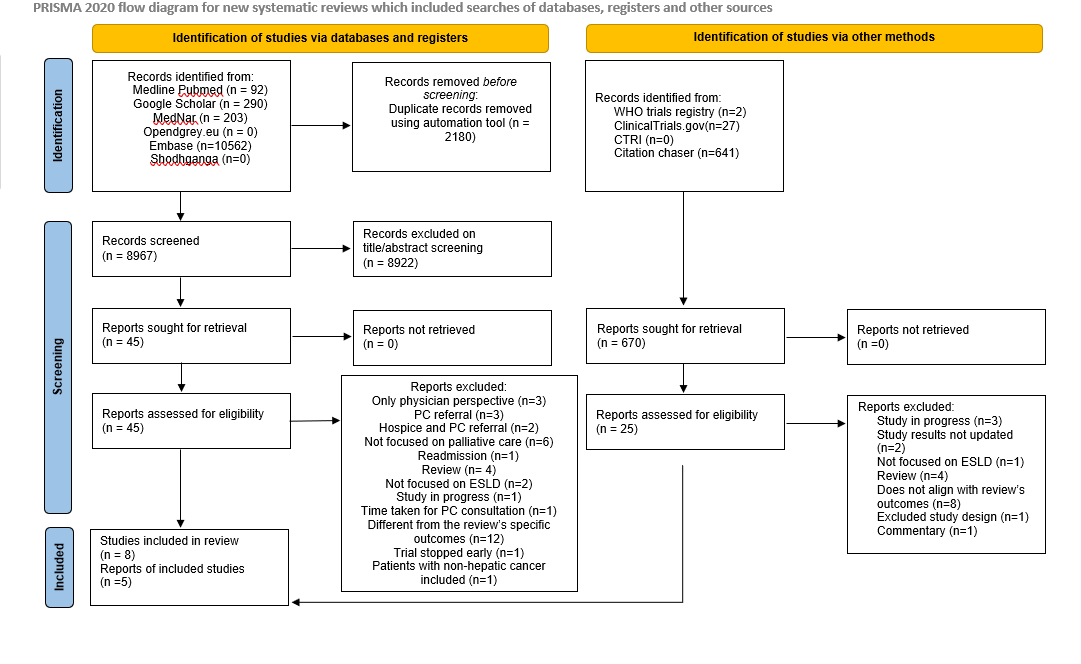 PRISMA 2020 flow diagram for new systematic reviews which included searches of databases, registers and other sources
Identification of studies via databases and registers
Identification of studies via other methods
Identification
Records identified from:
Medline Pubmed (n = 92)
Google Scholar (n = 290)
MedNar (n = 203)
Opendgrey.eu (n = 0)
Embase (n=10562)
Shodhganga (n=0)
Records removed before
screening:
Duplicate records removed
using automation tool (n =
2180)
Records identified from:
WHO trials registry (n=2)
ClinicalTrials.gov(n=27)
CTRI (n=0)
Citation chaser (n=641)
Screening
Records screened
(n = 8967)
Records excluded on
title/abstract screening
(n = 8922)
Reports sought for retrieval
(n = 45)
Reports not retrieved
(n = 0)
Reports sought for retrieval
(n = 670)
Reports not retrieved
(n =0)
Reports assessed for eligibility
(n = 45)
Reports excluded:
Only physician perspective (n=3)
PC referral (n=3)
Hospice and PC referral (n=2)
Not focused on palliative care (n=6)
Readmission (n=1)
Review (n= 4)
Not focused on ESLD (n=2)
Study in progress (n=1)
Time taken for PC consultation (n=1)
Different from the review's specific
outcomes (n=12)
Trial stopped early (n=1)
Patients with non-hepatic cancer
included (n=1)
Reports assessed for eligibility
(n = 25)
Reports excluded:
Study in progress (n=3)
Study results not updated
(n=2)
Not focused on ESLD (n=1)
Review (n=4)
Does not align with review's
outcomes (n=8)
Excluded study design (n=1)
Commentary (n=1)
Included
Studies included in review
(n = 8)
Reports of included studies
(n =5)